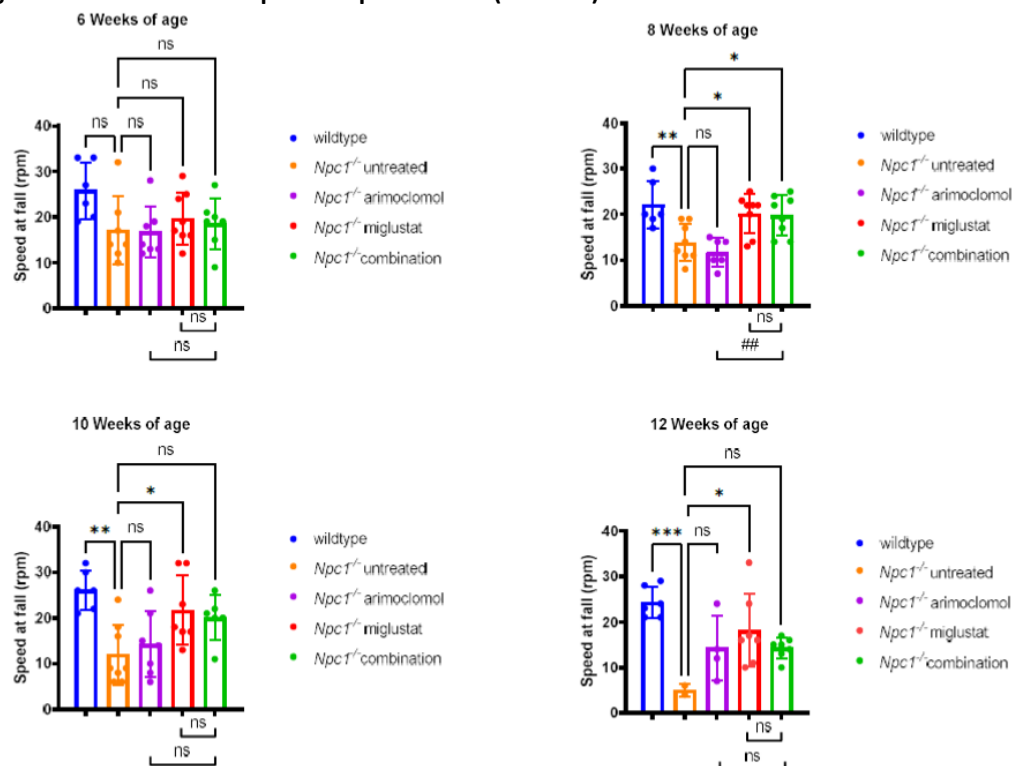 6 Weeks of age
ns
ns
ns
ns
Speed at fall (rpm)
40
30
20
10
0
ns
ns
wildtype
Npc1-/- untreated
Npc1-/- arimoclomol
Npc1-/- miglustat
Npc1-/- combination
8 Weeks of age
*
*
**
ns
Speed at fall (rpm)
40
30
20
10
0
ns
##
wildtype
Npc1-/- untreated
Npc1-/- arimoclomol
Npc1-/- miglustat
Npc1-/- combination
10 Weeks of age
ns
*
**
ns
Speed at fall (rpm)
40
30
20
10
0
ns
ns
wildtype
Npc1-/- untreated
Npc1-/- arimoclomol
Npc1-/- miglustat
Npc1-/- combination
12 Weeks of age
ns
*
***
ns
Speed at fall (rpm)
40
30
20
10
0
ns
ns
wildtype
Npc1-/- untreated
Npc1-/- arimoclomol
Npc1-/- miglustat
Npc1-/- combination